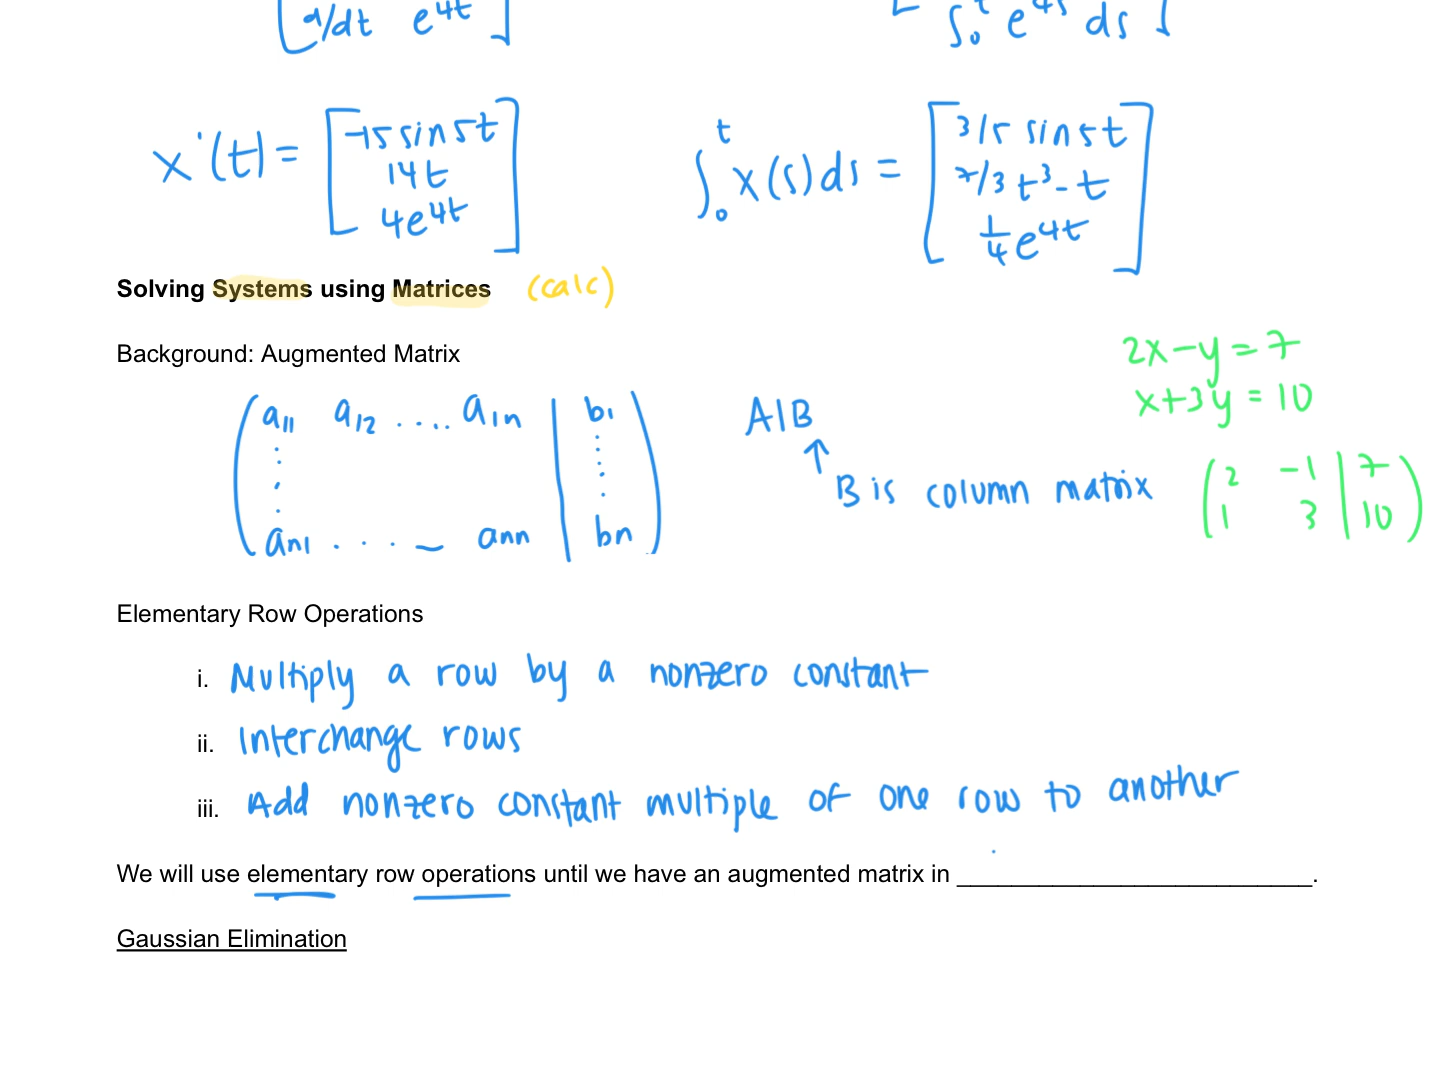 [d/dt e^4t]
∫₀ᵗ e^4s ds]
x'(t) = [-15 sin 5t
14t
4e^4t]
∫₀ᵗ x(s)ds = [3/5 sin 5t
7/3 t³ - t
1/4 e^4t]
Solving Systems using Matrices (calc)
Background: Augmented Matrix
2x-y=7
x+3y=10
(a11 a12 .... a1n | b1
an1 ... _ ann | bn)
A|B
↑
B is column matrix
(2 -1 | 7
1 3 | 10)
Elementary Row Operations
i. Multiply a row by a nonzero constant
ii. Interchange rows
iii. Add nonzero constant multiple of one row to another
We will use elementary row operations until we have an augmented matrix in __________________________.
Gaussian Elimination